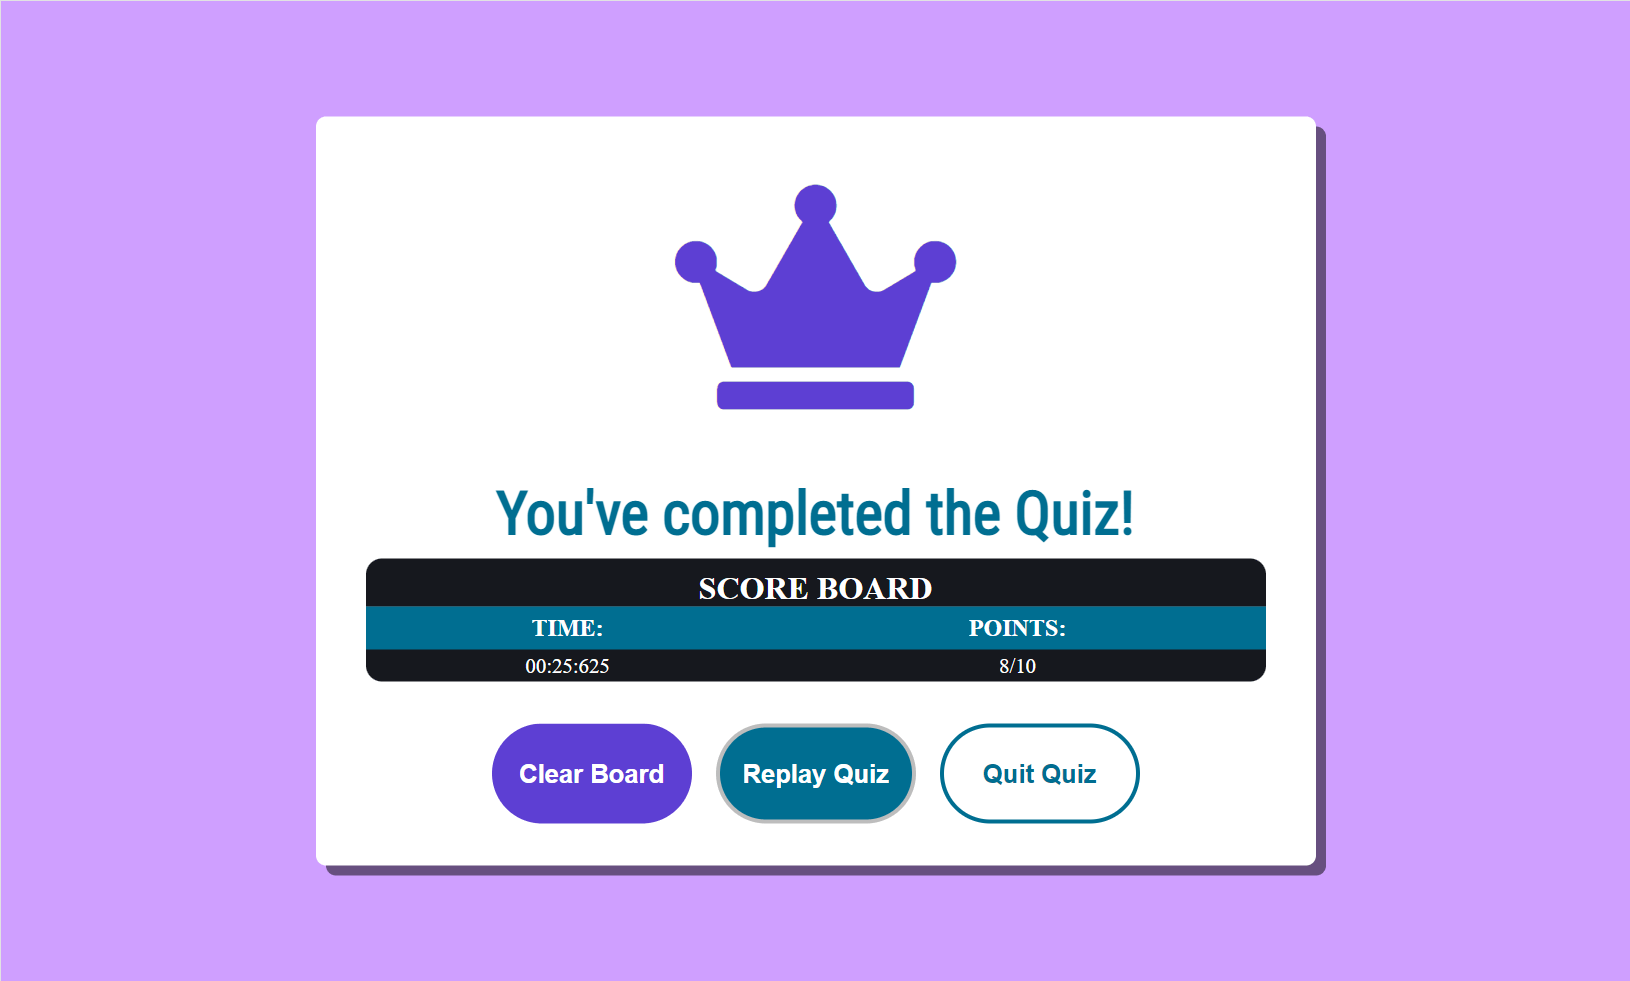 You've completed the Quiz!
SCORE BOARD
TIME: POINTS:
00:25:625 8/10
Clear Board Replay Quiz Quit Quiz